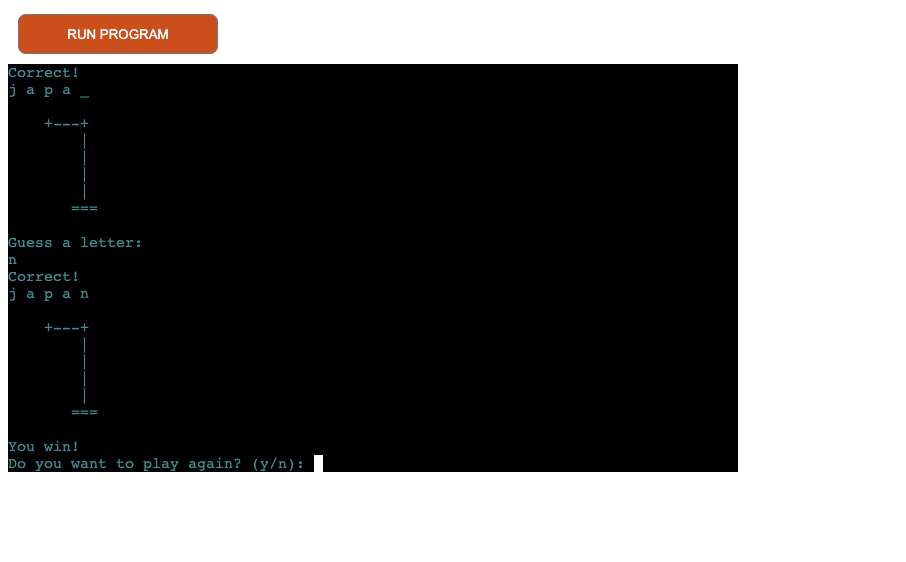 RUN PROGRAM
Correct!
j a p a _
    +---+
        |
        |
        |
        |
       ===
Guess a letter:
n
Correct!
j a p a n
    +---+
        |
        |
        |
        |
       ===
You win!
Do you want to play again? (y/n):